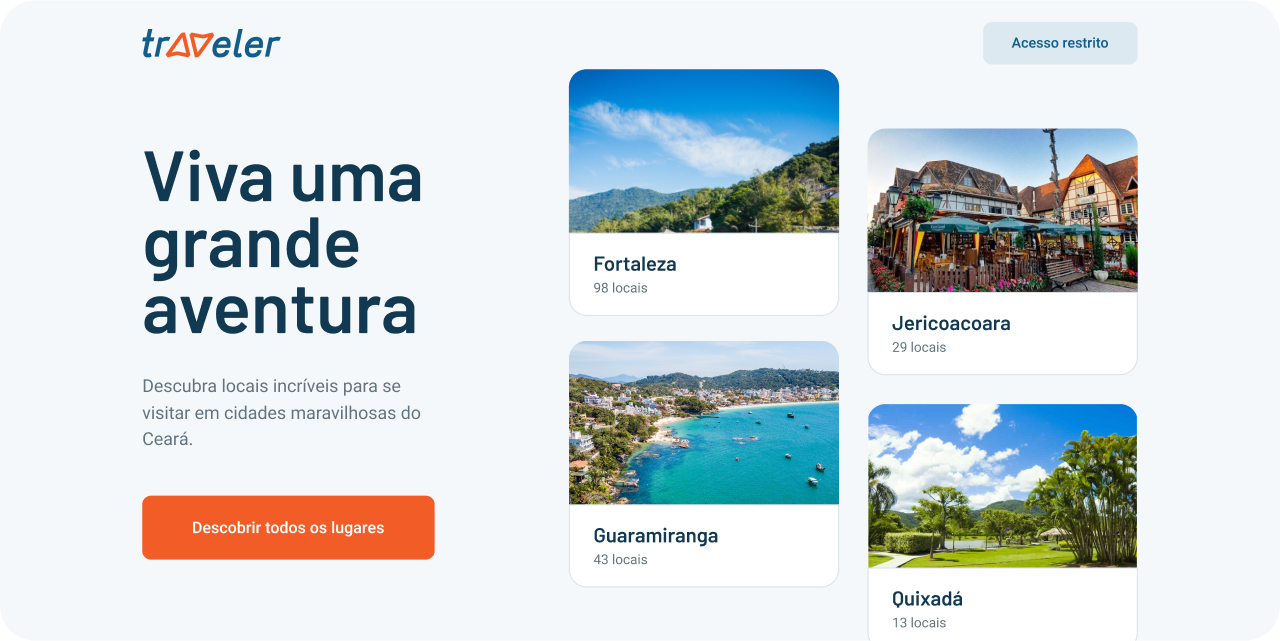 traveler
Acesso restrito
Viva uma
grande
aventura
Descubra locais incríveis para se
visitar em cidades maravilhosas do
Ceará.
Descobrir todos os lugares
Fortaleza
98 locais
Jericoacoara
29 locais
Guaramiranga
43 locais
Quixadá
13 locais